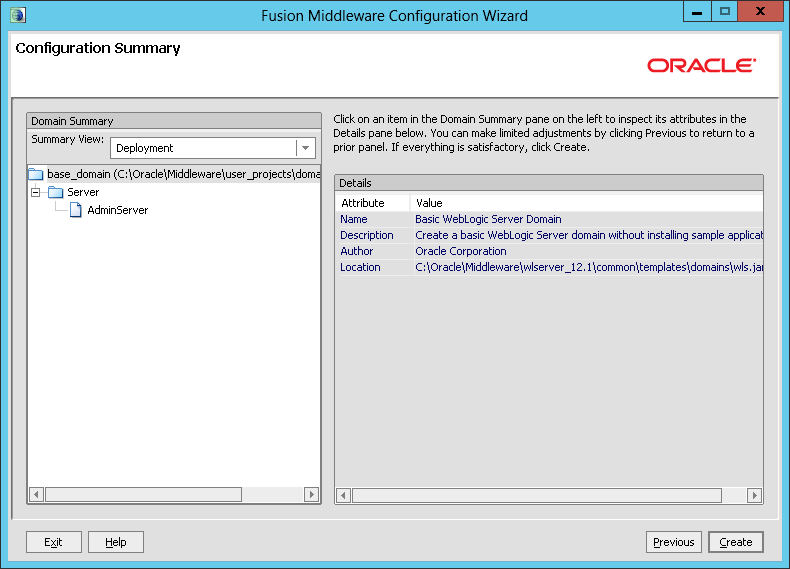 Fusion Middleware Configuration Wizard
Configuration Summary
ORACLE
Domain Summary
Summary View:
Deployment
base_domain (C:\Oracle\Middleware\user_projects\doma
Server
AdminServer
Click on an item in the Domain Summary pane on the left to inspect its attributes in the
Details pane below. You can make limited adjustments by clicking Previous to return to a
prior panel. If everything is satisfactory, click Create.
Details
Attribute Value
Name Basic WebLogic Server Domain
Description Create a basic WebLogic Server domain without installing sample applicat
Author Oracle Corporation
Location C:\Oracle\Middleware\wlserver_12.1\common\templates\domains\wls.jar
Exit
Help
Previous
Create